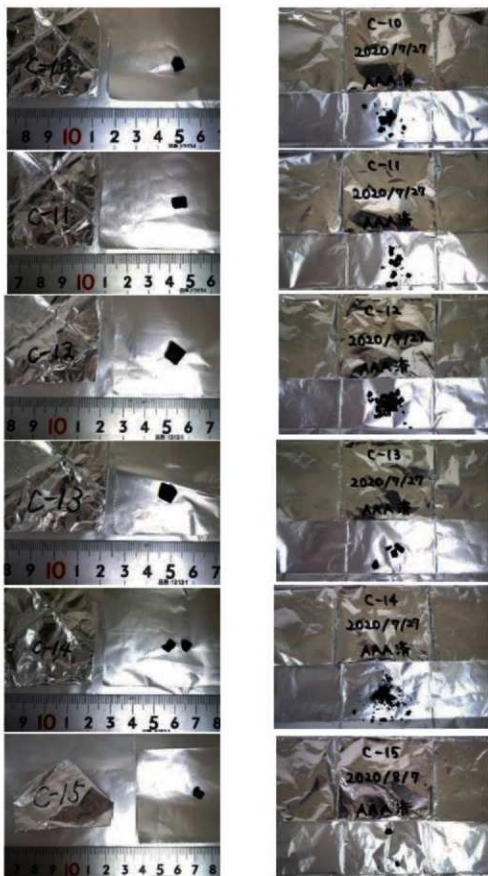 C-10
8 9 10 1 2 3 4 5 6
C-10
2020/7/27
AAA済
C-11
7 8 9 10 1 2 3 4 5 6
C-11
2020/7/27
AAA済
C-12
8 9 10 1 2 3 4 5 6 7
C-12
2020/7/27
AAA済
C-13
8 9 10 1 2 3 4 5 6 7
C-13
2020/7/27
AAA済
C-14
9 10 1 2 3 4 5 6 7 8
C-14
2020/7/27
AAA済
C-15
7 8 9 10 1 2 3 4 5 6 7 8
C-15
2020/8/7
AAA済